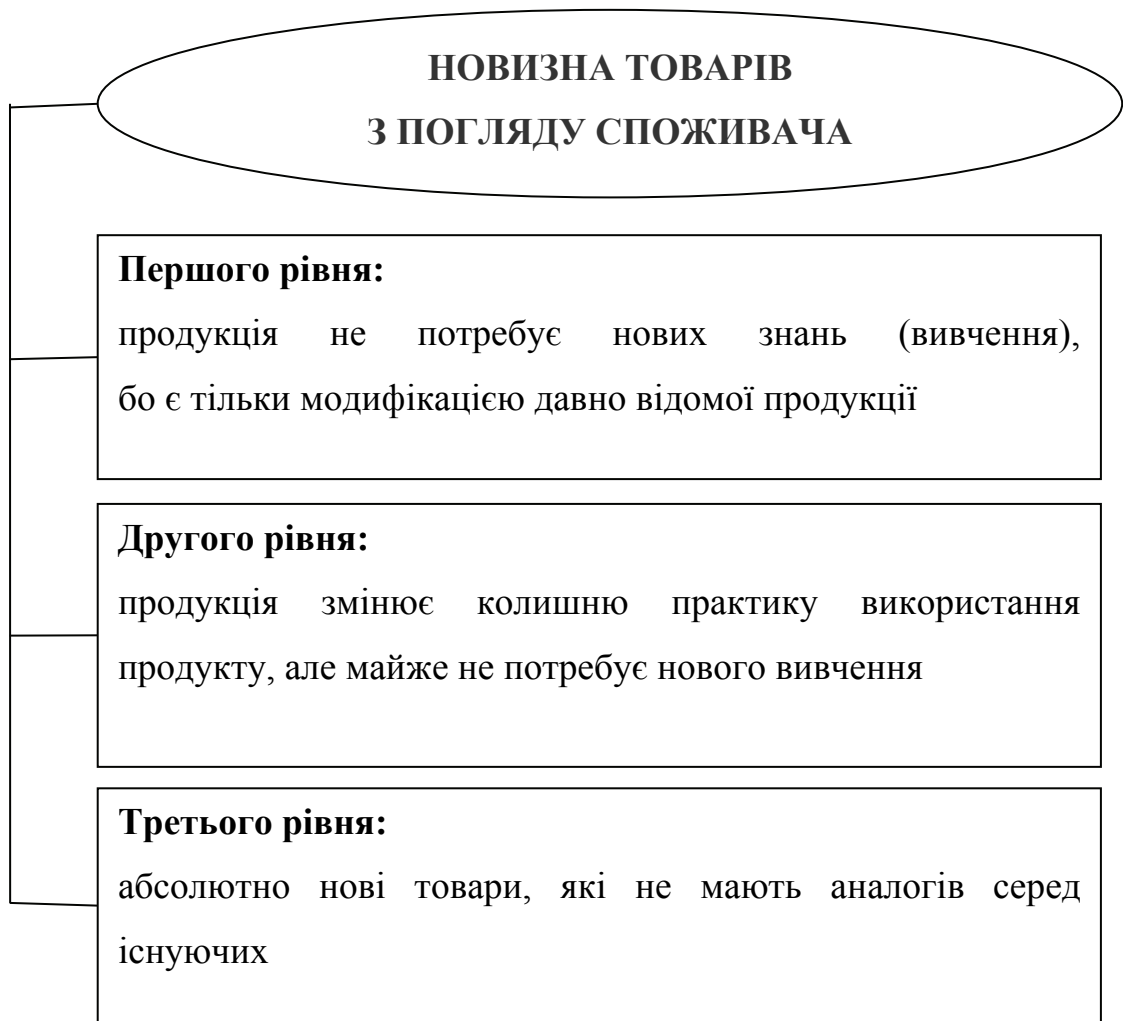 НОВИЗНА ТОВАРІВ
З ПОГЛЯДУ СПОЖИВАЧА
Першого рівня:
продукція не потребує нових знань (вивчення),
бо є тільки модифікацією давно відомої продукції
Другого рівня:
продукція змінює колишню практику використання
продукту, але майже не потребує нового вивчення
Третього рівня:
абсолютно нові товари, які не мають аналогів серед
існуючих